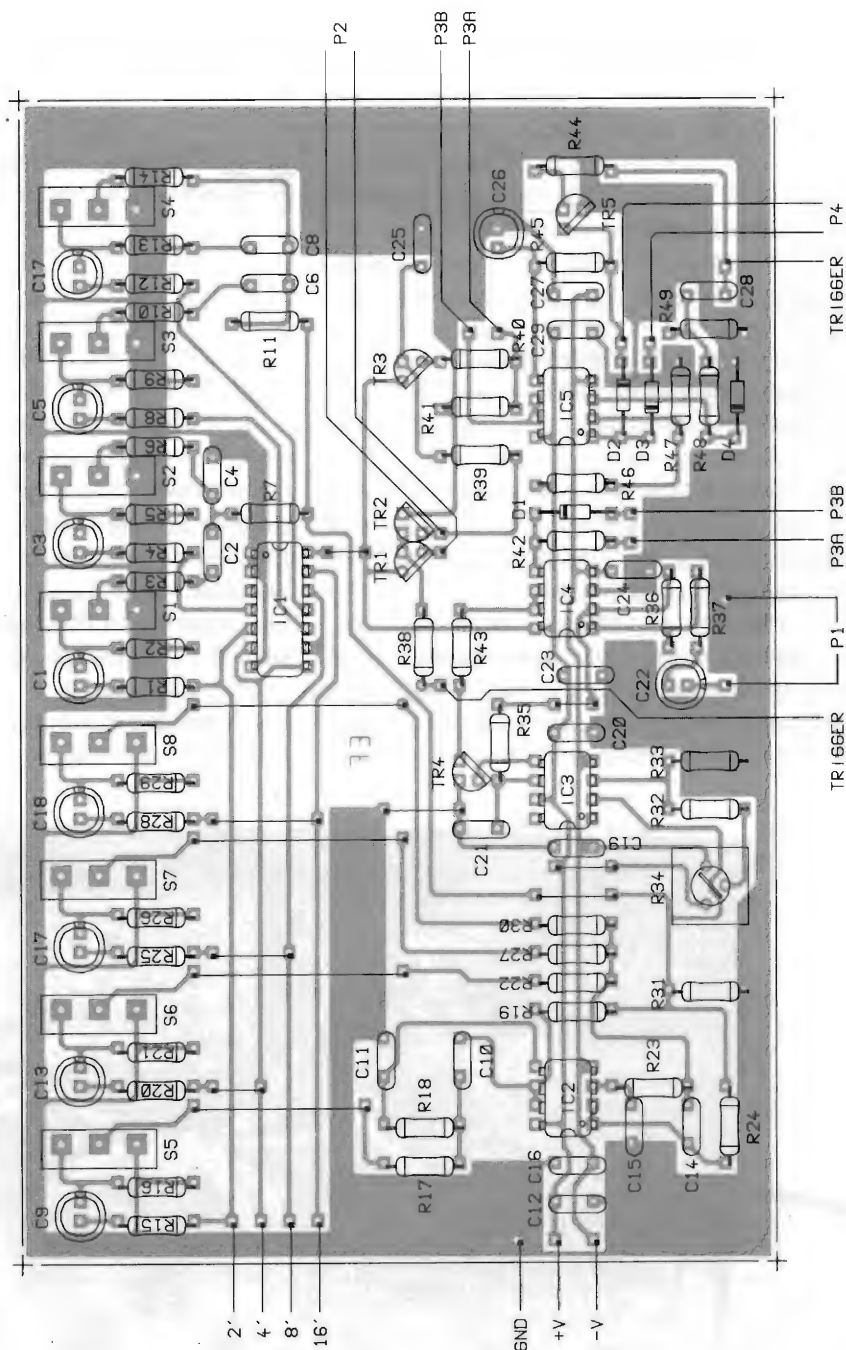 P2
P3B
P3A
R14
S4
R13
C17
R12
C8
R10
C6
S3
R11
R9
C5
R8
R6
S2
C4
R5
C3
R4
R7
C2
R3
S1
IC1
R2
C1
R1
S8
R29
C18
R28
S7
R26
C17
R25
S6
R21
C13
R20
S5
R16
C9
R15
2'
4'
8'
16'
C25
TR3
R41
R40
R39
TR2
TR1
R38
R43
R35
TR4
C21
C11
C10
R18
R17
R44
C26
TR5
R45
C27
C29
R49
C28
IC5
D2
D3
R47
R48
D4
D1
R46
R42
IC4
C24
R36
R37
C23
C22
C20
IC3
R33
R32
C19
R34
R30
R27
R22
R19
R31
IC2
R23
C15
C14
R24
C16
C12
GND
+V
-V
P4
TRIGGER
P3B
P3A
P1
TRIGGER